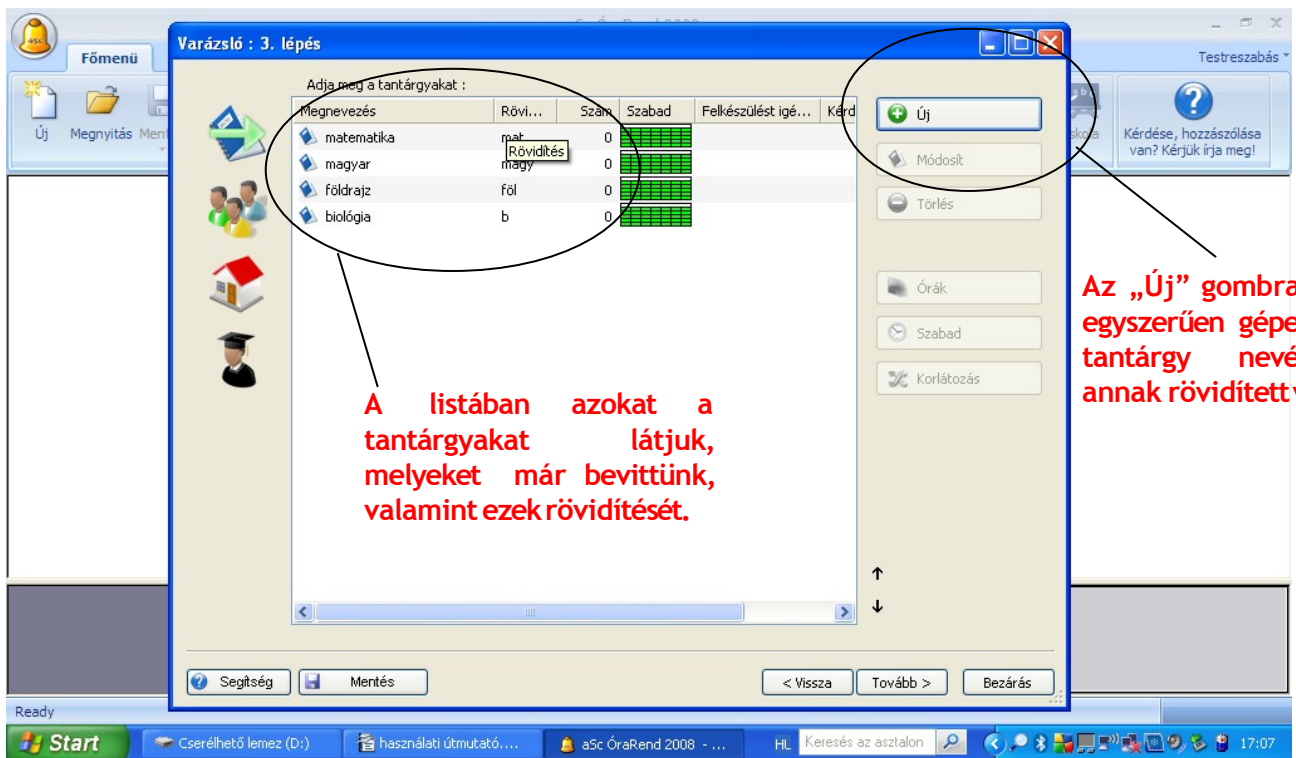 asc
Főmenü
Testreszabás
Új
Megnyitás
Kérdése, hozzászólása
van? Kérjük írja meg!
Varázsló : 3. lépés
Adja meg a tantárgyakat :
Megnevezés Rövi... Szám Szabad Felkészülést igé... Kérd
matematika mat 0
Rövidítés
magyar magy 0
földrajz föl 0
biológia b 0
Új
Módosít
Törlés
Órák
Szabad
Korlátozás
Az „Új” gombra
egyszerűen gépe
tantárgy nevé
annak rövidített v
A listában azokat a
tantárgyakat látjuk,
melyeket már bevittünk,
valamint ezek rövidítését.
Segítség Mentés < Vissza Tovább > Bezárás
Ready
Start Cserélhető lemez (D:) használati útmutató.... aSc ÓraRend 2008 - ... HL Keresés az asztalon 17:07